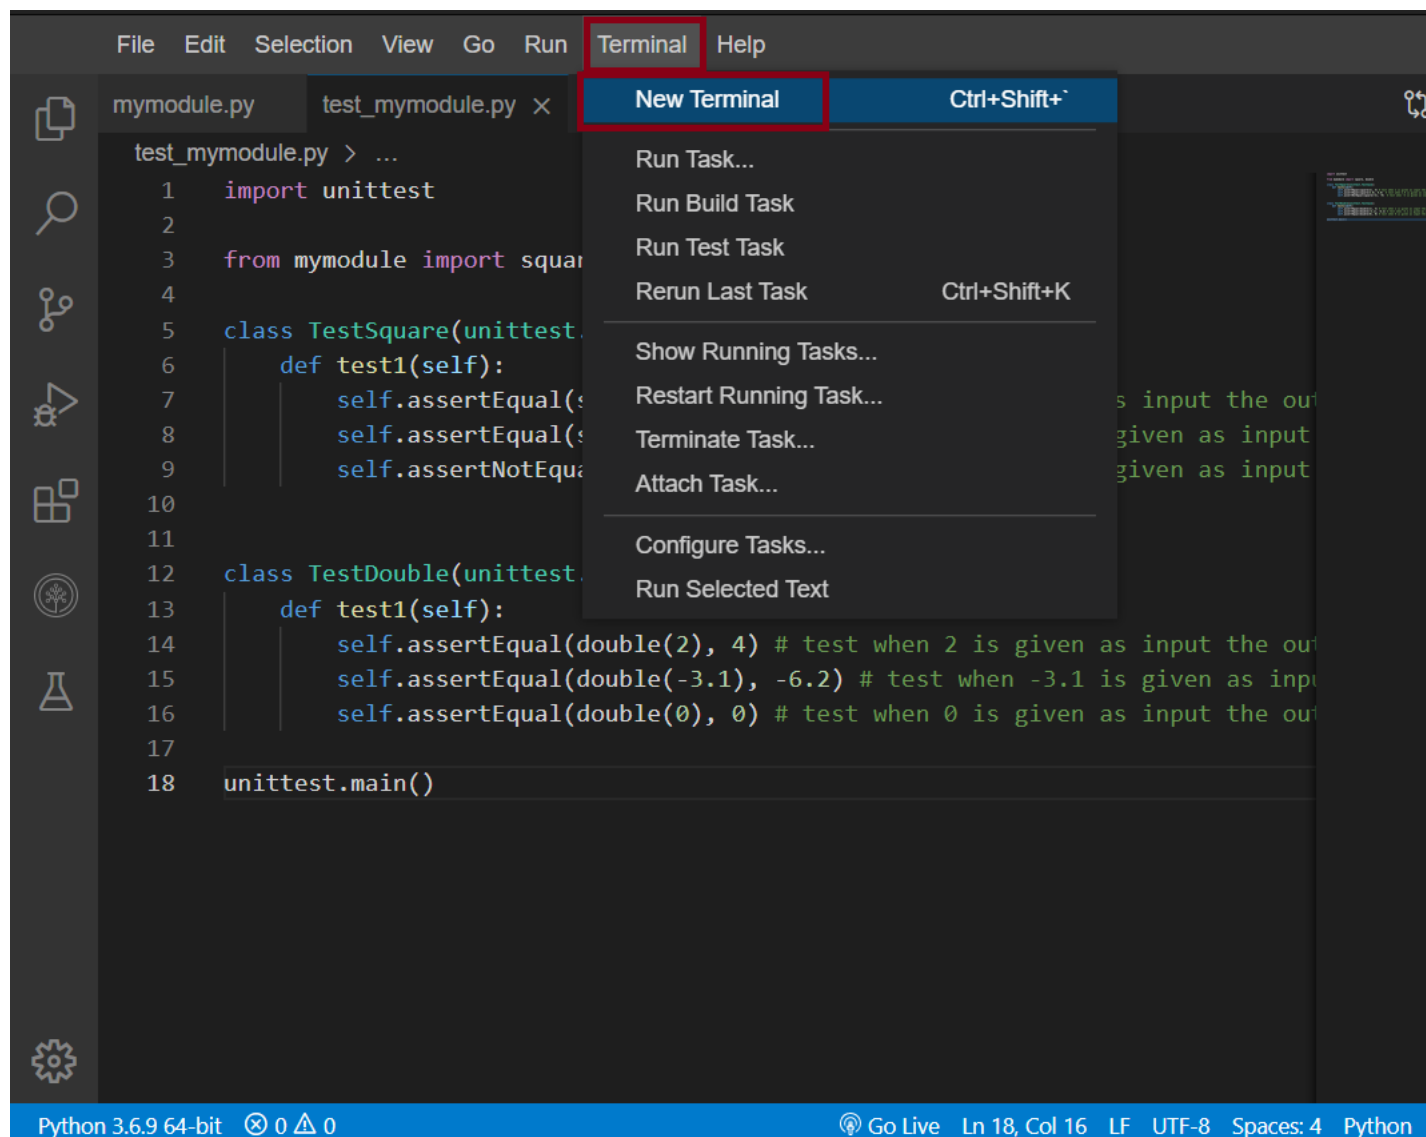 File Edit Selection View Go Run Terminal Help
mymodule.py test_mymodule.py ×
New Terminal Ctrl+Shift+`
test_mymodule.py > ...
Run Task...
Run Build Task
Run Test Task
Rerun Last Task Ctrl+Shift+K
Show Running Tasks...
Restart Running Task...
Terminate Task...
Attach Task...
Configure Tasks...
Run Selected Text
1 import unittest
2
3 from mymodule import
4
5 class TestSquare(unittest.
6 def test1(self):
7 self.assertEqual( input the
8 self.assertEqual( given as input
9 given as input
10
11
12 class TestDouble(unittest.
13 def test1(self):
14 self.assertEqual(double(2), 4) # test when 2 is given as input the
15 self.assertEqual(double(-3.1), -6.2) # test when -3.1 is given as
16 self.assertEqual(double(0), 0) # test when 0 is given as input the
17
18 unittest.main()
Python 3.6.9 64-bit 0 0 Go Live Ln 18, Col 16 LF UTF-8 Spaces: 4 Python